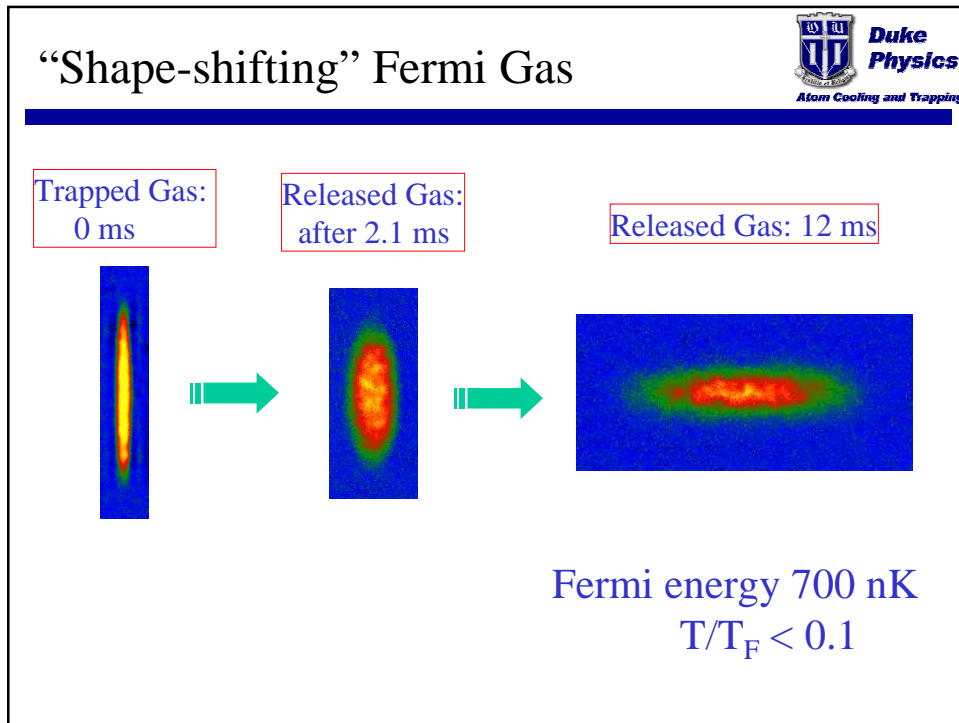 “Shape-shifting” Fermi Gas
Duke
Physics
Atom Cooling and Trapping
Trapped Gas:
0 ms
Released Gas:
after 2.1 ms
Released Gas: 12 ms
Fermi energy 700 nK
T/T_F < 0.1